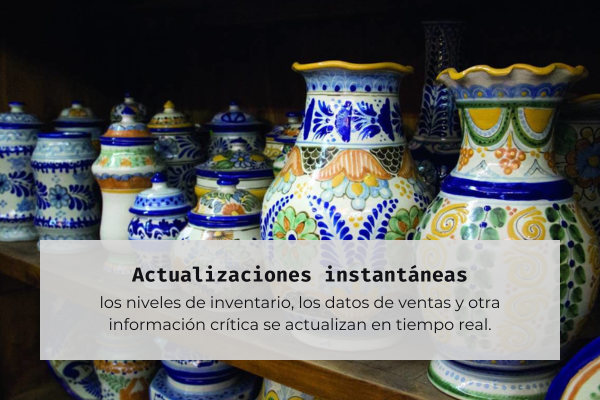 Actualizaciones instantáneas
los niveles de inventario, los datos de ventas y otra
información crítica se actualizan en tiempo real.